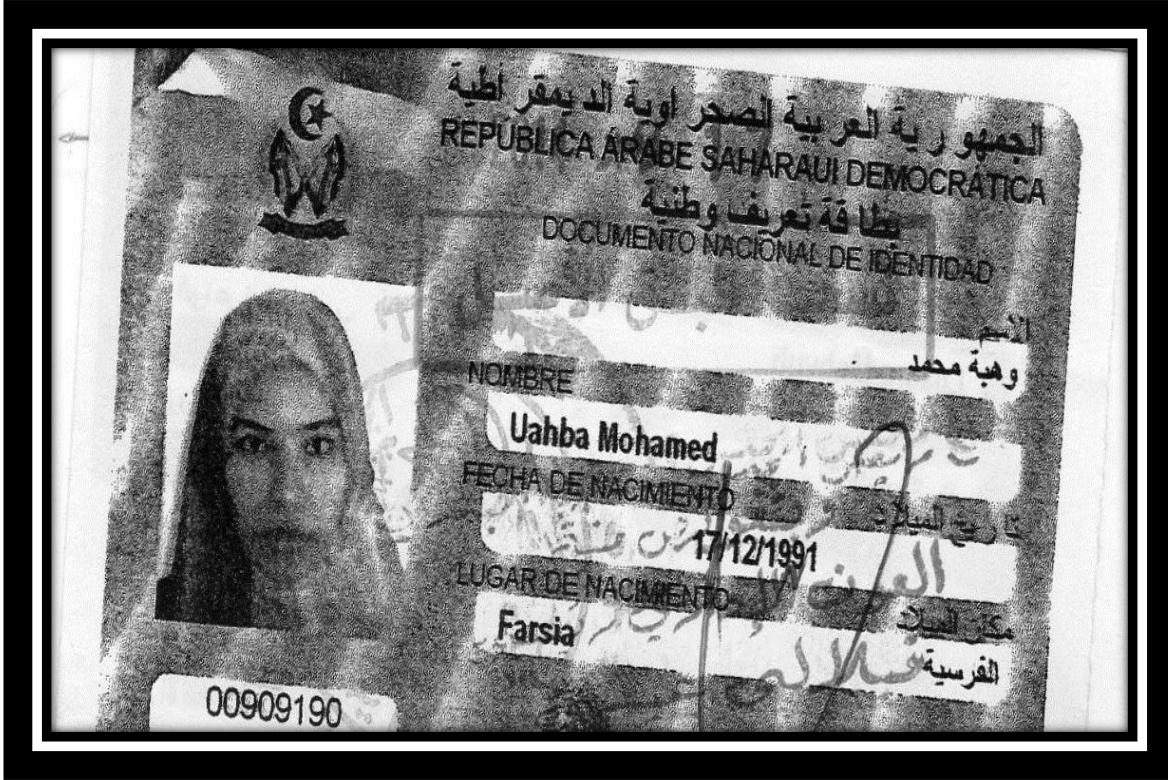 الجمهورية العربية الصحراوية الديمقراطية
REPÚBLICA ÁRABE SAHARAUI DEMOCRÁTICA
بطاقة تعريف وطنية
DOCUMENTO NACIONAL DE IDENTIDAD
الاسم
وهبة محمد
NOMBRE
Uahba Mohamed
FECHA DE NACIMIENTO
تاريخ الميلاد
17/12/1991
LUGAR DE NACIMIENTO
مكان الميلاد
Farsia
الفرسية
00909190